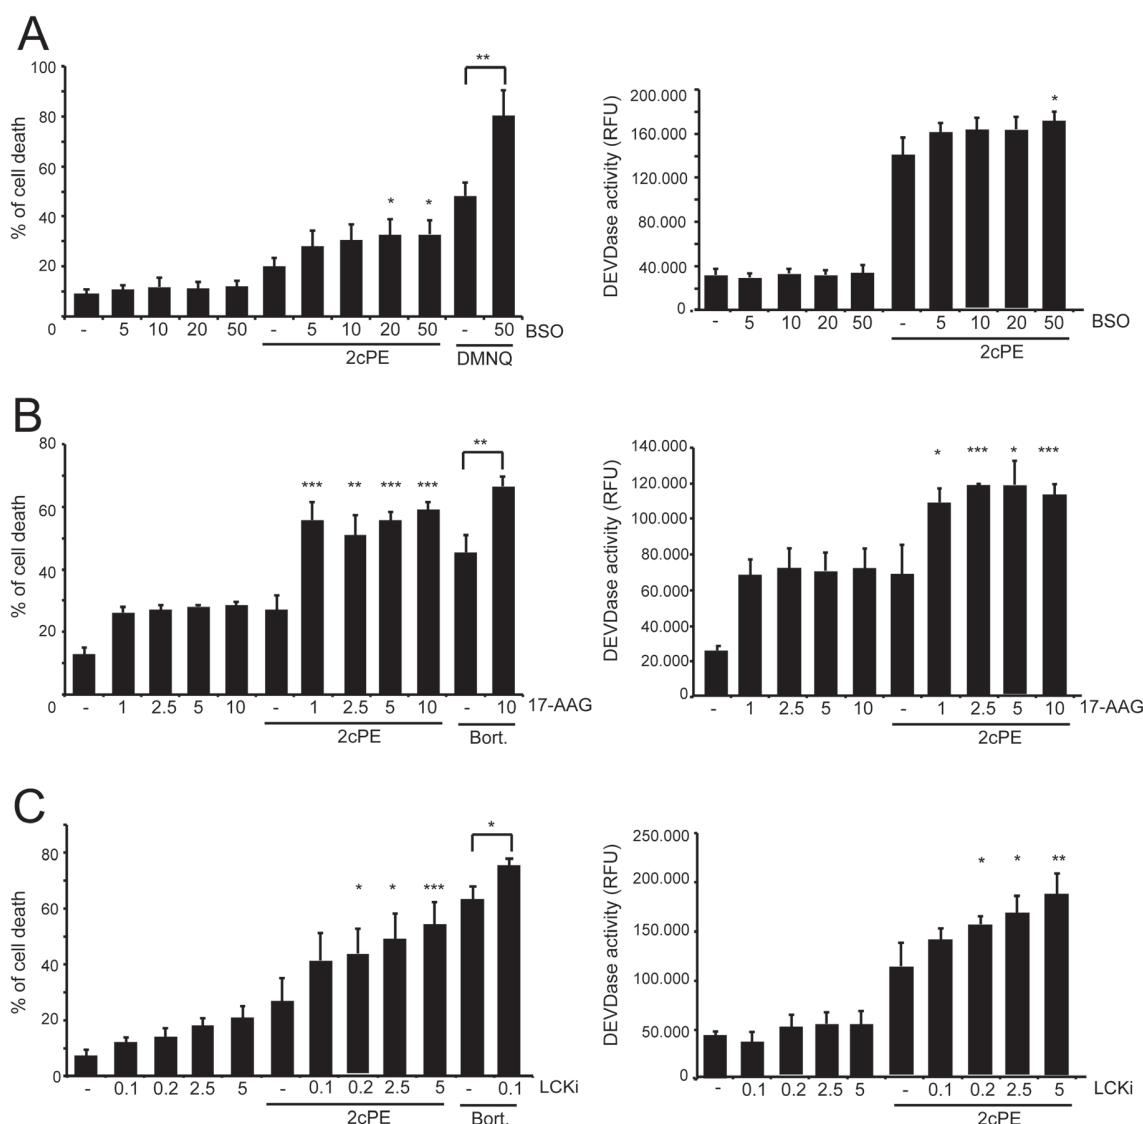 A
% of cell death
100
80
60
40
20
0
**
* *
- 5 10 20 50 - 5 10 20 50 - 50 BSO
2cPE DMNQ
DEVDase activity (RFU)
200.000
160.000
120.000
80.000
40.000
0
*
- 5 10 20 50 - 5 10 20 50 BSO
2cPE
B
% of cell death
80
60
40
20
0
**
*** ** *** ***
- 1 2.5 5 10 - 1 2.5 5 10 - 10 17-AAG
2cPE Bort.
DEVDase activity (RFU)
140.000
120.000
100.000
80.000
60.000
40.000
20.000
0
* *** * ***
- 1 2.5 5 10 - 1 2.5 5 10 17-AAG
2cPE
C
% of cell death
80
60
40
20
0
*
* * ***
- 0.1 0.2 2.5 5 - 0.1 0.2 2.5 5 - 0.1 LCKi
2cPE Bort.
DEVDase activity (RFU)
250.000
200.000
150.000
100.000
50.000
0
* * **
- 0.1 0.2 2.5 5 - 0.1 0.2 2.5 5 LCKi
2cPE